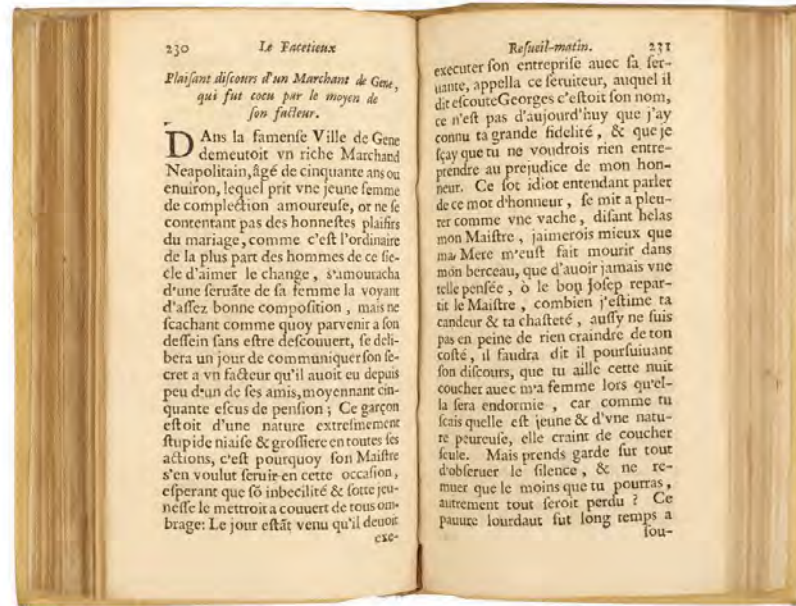 230 Le Facetieux
Plaisant discours d'un Marchant de Gene,
qui fut cocu par le moyen de
son facteur.
DAns la famense Ville de Gene
demeutoit vn riche Marchand
Neapolitain, âgé de cinquante ans ou
enuiron, lequel prit vne jeune femme
de complection amoureuse, or ne se
contentant pas des honnestes plaisirs
du mariage, comme c'est l'ordinaire
de la plus part des hommes de ce sie-
cle d'aimer le change, s'amouracha
d'une seruãte de sa femme la voyant
d'assez bonne composition, mais ne
scachant comme quoy parvenir a son
dessein sans estre descouuert, se deli-
bera un jour de communiquer son se-
cret a vn facteur qu'il auoit eu depuis
peu d'un de ses amis, moyennant cin-
quante escus de pension; Ce garçon
estoit d'une nature extresmement
stupide niaise & grossiere en toutes ses
actions, c'est pourquoy son Maistre
s'en voulut seruir en cette occasion,
esperant que sõ inbecilité & sotte jeu-
nesse le mettroit a couuert de tous om-
brage: Le jour estãt venu qu'il deuoit
exe-
Resueil-matin. 231
executer son entreprise auec sa ser-
uante, appella ce seruiteur, auquel il
dit escouteGeorges c'estoit son nom,
ce n'est pas d'aujourd'huy que j'ay
connu ta grande fidelité, & que je
sçay que tu ne voudrois rien entre-
prendre au prejudice de mon hon-
neur. Ce sot idiot entendant parler
de ce mot d'honneur, se mit a pleu-
rer comme vne vache, disant helas
mon Maistre, jaimerois mieux que
ma Mere m'eust fait mourir dans
mon berceau, que d'auoir jamais vne
telle pensée, ò le bon Josep repar-
tit le Maistre, combien j'estime ta
candeur & ta chasteté, aussy ne suis
pas en peine de rien craindre de ton
costé, il faudra dit il poursuiuant
son discours, que tu aille cette nuit
coucher auec ma femme lors qu'el-
la sera endormie, car comme tu
scais quelle est jeune & d'vne natu-
re peureuse, elle craint de coucher
seule. Mais prends garde sur tout
d'obseruer le silence, & ne re-
muer que le moins que tu pourras,
autrement tout seroit perdu? Ce
pauure lourdaut fut long temps a
sou-